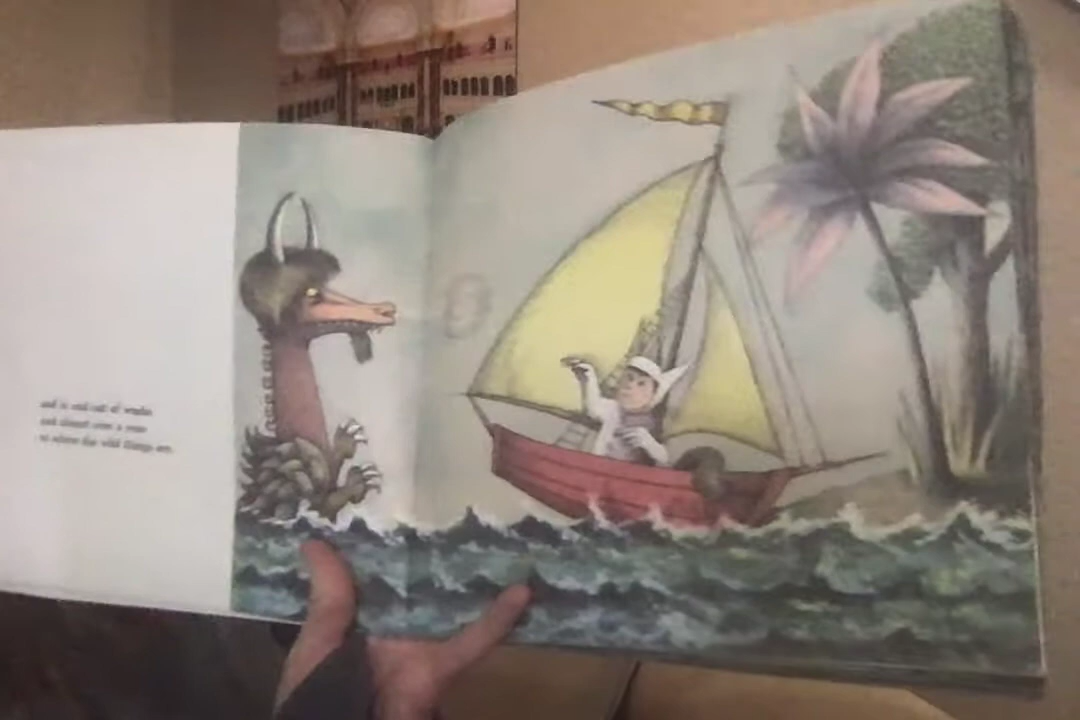 and in and out of weeks
and almost over a year
to where the wild things are.